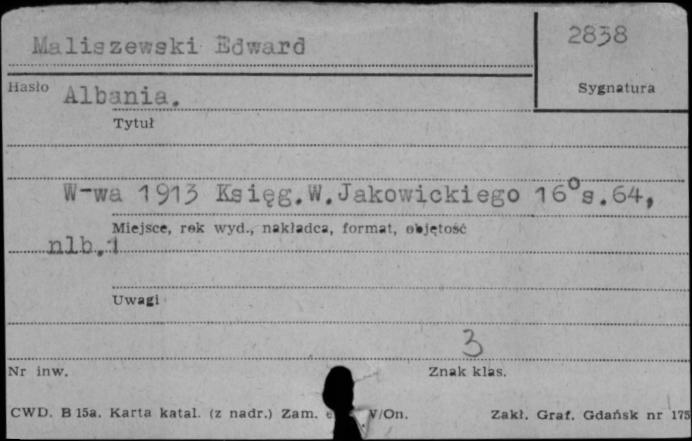 Maliszewski Edward
2838
Hasło
Sygnatura
Albania.
Tytuł
W-wa 1913 Księg.W.Jakowickiego 16°s.64,
Miejsce, rok wyd., nakładca, format, objętość
nlb.1
Uwagi
3
Nr inw.
Znak klas.
CWD. B 15a. Karta katal. (z nadr.) Zam. V/On.
Zakł. Graf. Gdańsk nr 175